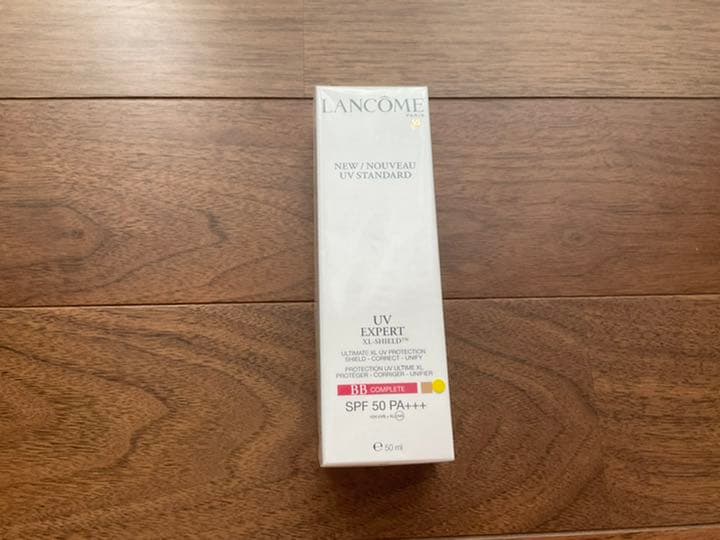 LANCÔME
PARIS
NEW / NOUVEAU
UV STANDARD
UV
EXPERT
XL-SHIELD™
ULTIMATE XL UV PROTECTION
SHIELD - CORRECT - UNIFY
PROTECTION UV ULTIME XL
PROTÉGER - CORRIGER - UNIFIER
BB COMPLETE
SPF 50 PA+++
℮ 50 ml